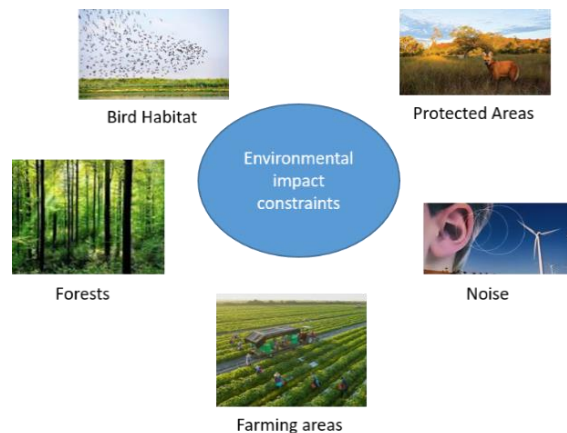 Bird Habitat
Protected Areas
Environmental
impact
constraints
Forests
Noise
Farming areas